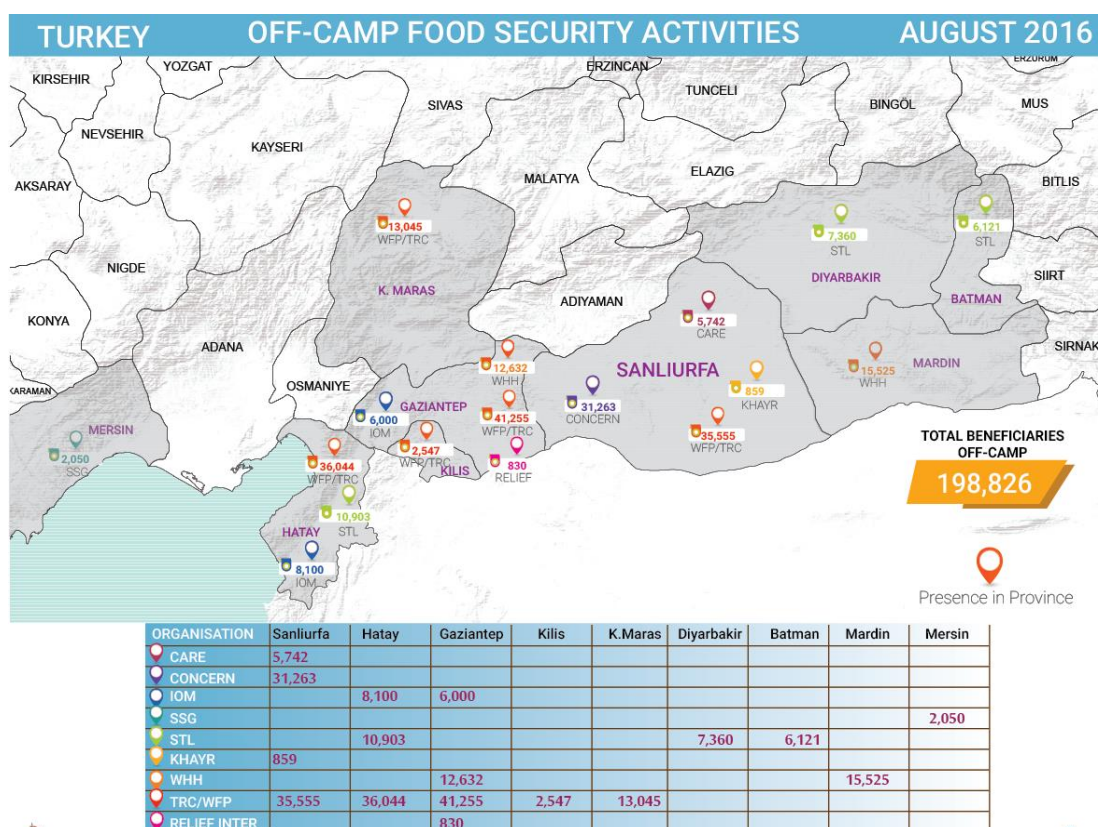 TURKEY OFF-CAMP FOOD SECURITY ACTIVITIES AUGUST 2016
KIRSEHIR
YOZGAT
ERZINCAN
ERZURUM
NEVSEHIR
SIVAS
TUNCELI
BINGÖL
MUS
KAYSERI
AKSARAY
MALATYA
ELAZIG
BITLIS
13,045
WFP/TRC
7,360
STL
6,121
STL
NIGDE
K. MARAS
DIYARBAKIR
SIIRT
KONYA
ADIYAMAN
BATMAN
ADANA
5,742
CARE
SIRNAK
KARAMAN
OSMANIYE
12,632
WHH
SANLIURFA
15,525
WHH
MARDIN
859
KHAYR
MERSIN
2,050
SSG
6,000
IOM
GAZIANTEP
41,255
WFP/TRC
31,263
CONCERN
35,555
WFP/TRC
36,044
WFP/TRC
2,547
WFP/TRC
KILIS
830
RELIEF
TOTAL BENEFICIARIES
OFF-CAMP
198,826
10,903
STL
HATAY
8,100
IOM
Presence in Province
ORGANISATION Sanliurfa Hatay Gaziantep Kilis K.Maras Diyarbakir Batman Mardin Mersin
CARE 5,742
CONCERN 31,263
IOM 8,100 6,000
SSG 2,050
STL 10,903 7,360 6,121
KHAYR 859
WHH 12,632 15,525
TRC/WFP 35,555 36,044 41,255 2,547 13,045
RELIEF INTER 830